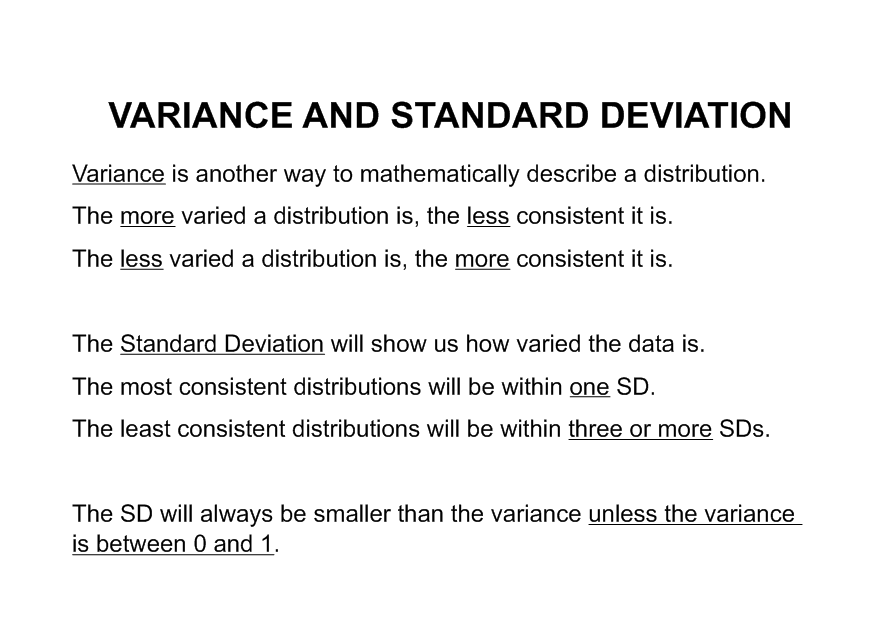 VARIANCE AND STANDARD DEVIATION
Variance is another way to mathematically describe a distribution.
The more varied a distribution is, the less consistent it is.
The less varied a distribution is, the more consistent it is.
The Standard Deviation will show us how varied the data is.
The most consistent distributions will be within one SD.
The least consistent distributions will be within three or more SDs.
The SD will always be smaller than the variance unless the variance
is between 0 and 1.